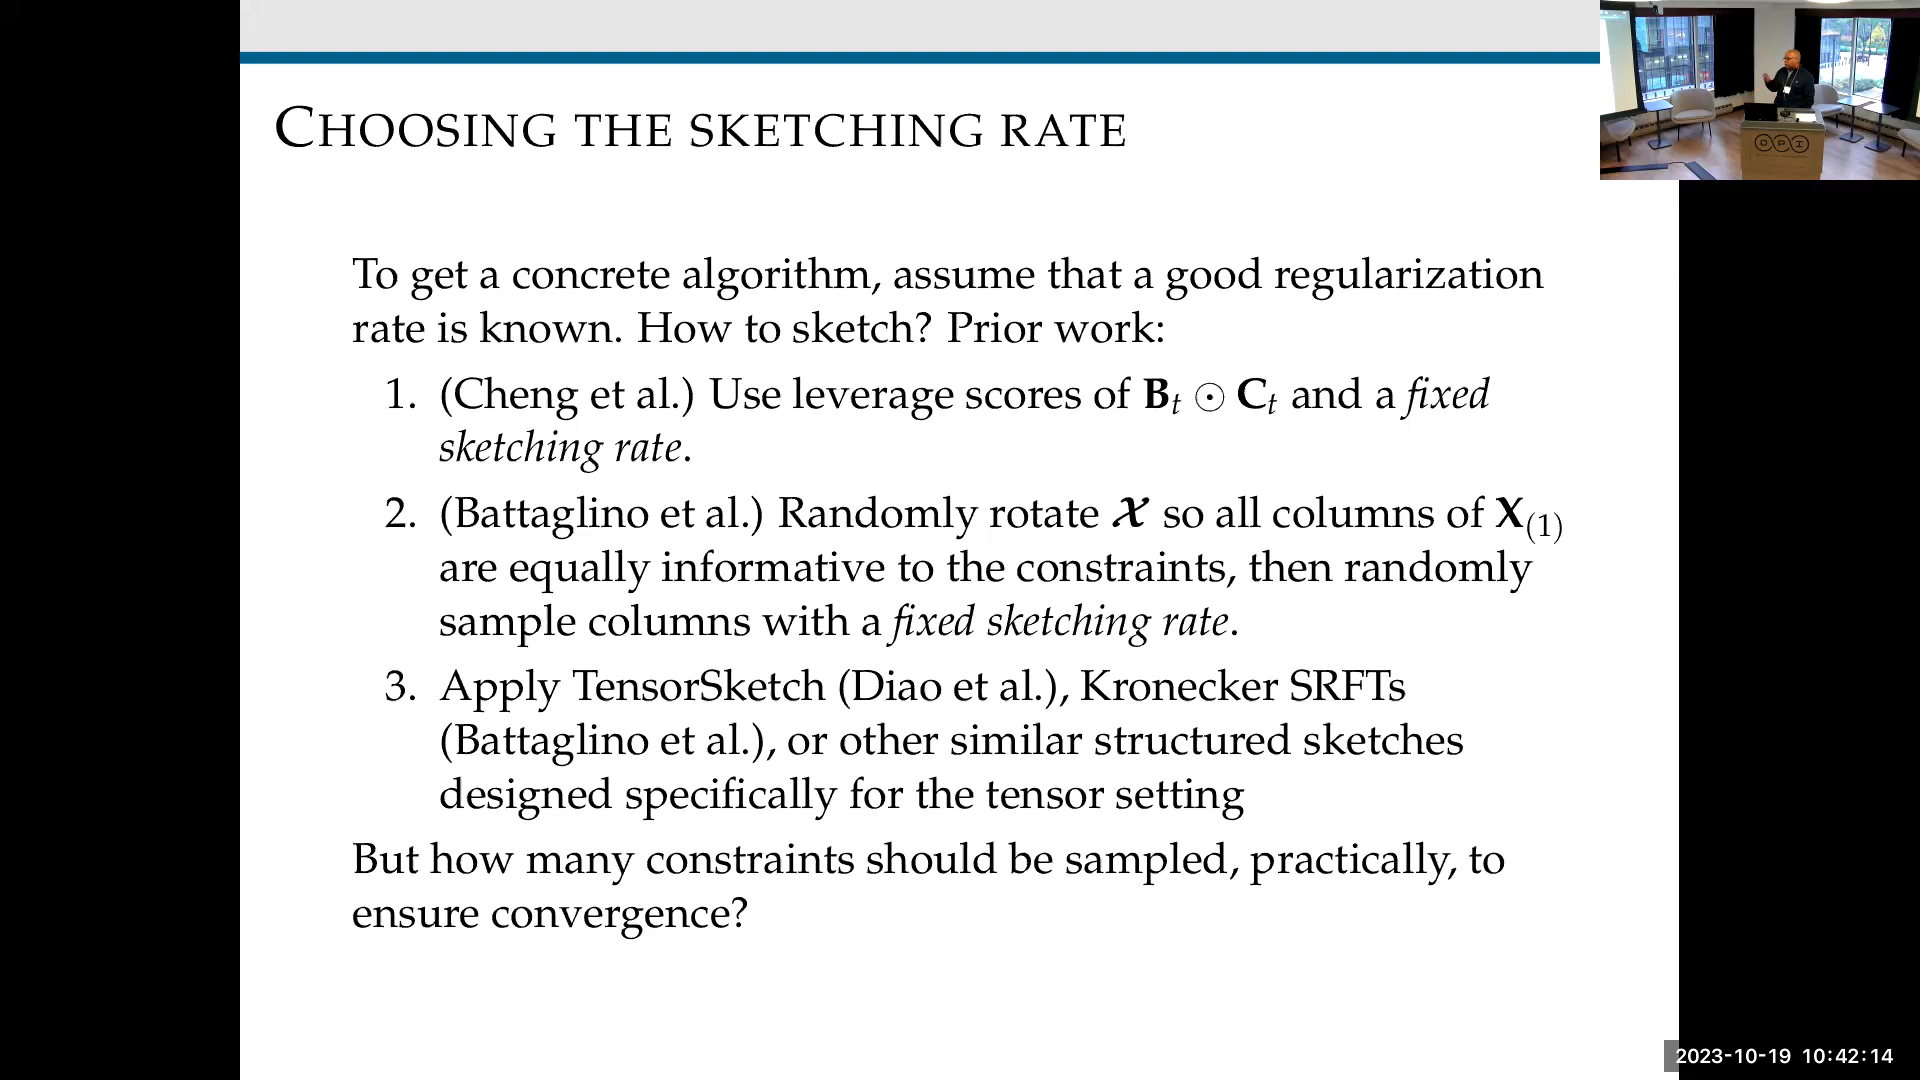 CHOOSING THE SKETCHING RATE
To get a concrete algorithm, assume that a good regularization
rate is known. How to sketch? Prior work:
1. (Cheng et al.) Use leverage scores of B_t ⊙ C_t and a fixed
sketching rate.
2. (Battaglino et al.) Randomly rotate 𝓧 so all columns of X_(1)
are equally informative to the constraints, then randomly
sample columns with a fixed sketching rate.
3. Apply TensorSketch (Diao et al.), Kronecker SRFTs
(Battaglino et al.), or other similar structured sketches
designed specifically for the tensor setting
But how many constraints should be sampled, practically, to
ensure convergence?
DPI
2023-10-19 10:42:14